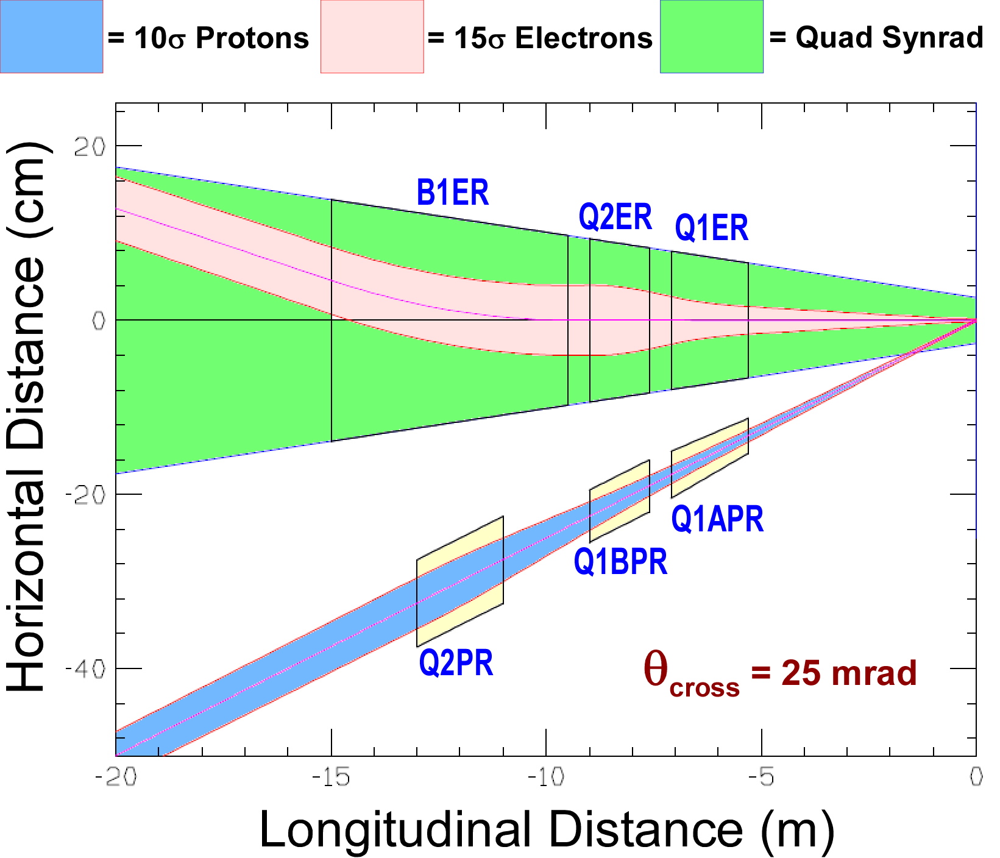 = 10σ Protons = 15σ Electrons = Quad Synrad
Horizontal Distance (cm)
20
0
-20
-40
B1ER
Q2ER
Q1ER
Q1APR
Q1BPR
Q2PR
θcross = 25 mrad
-20 -15 -10 -5 0
Longitudinal Distance (m)